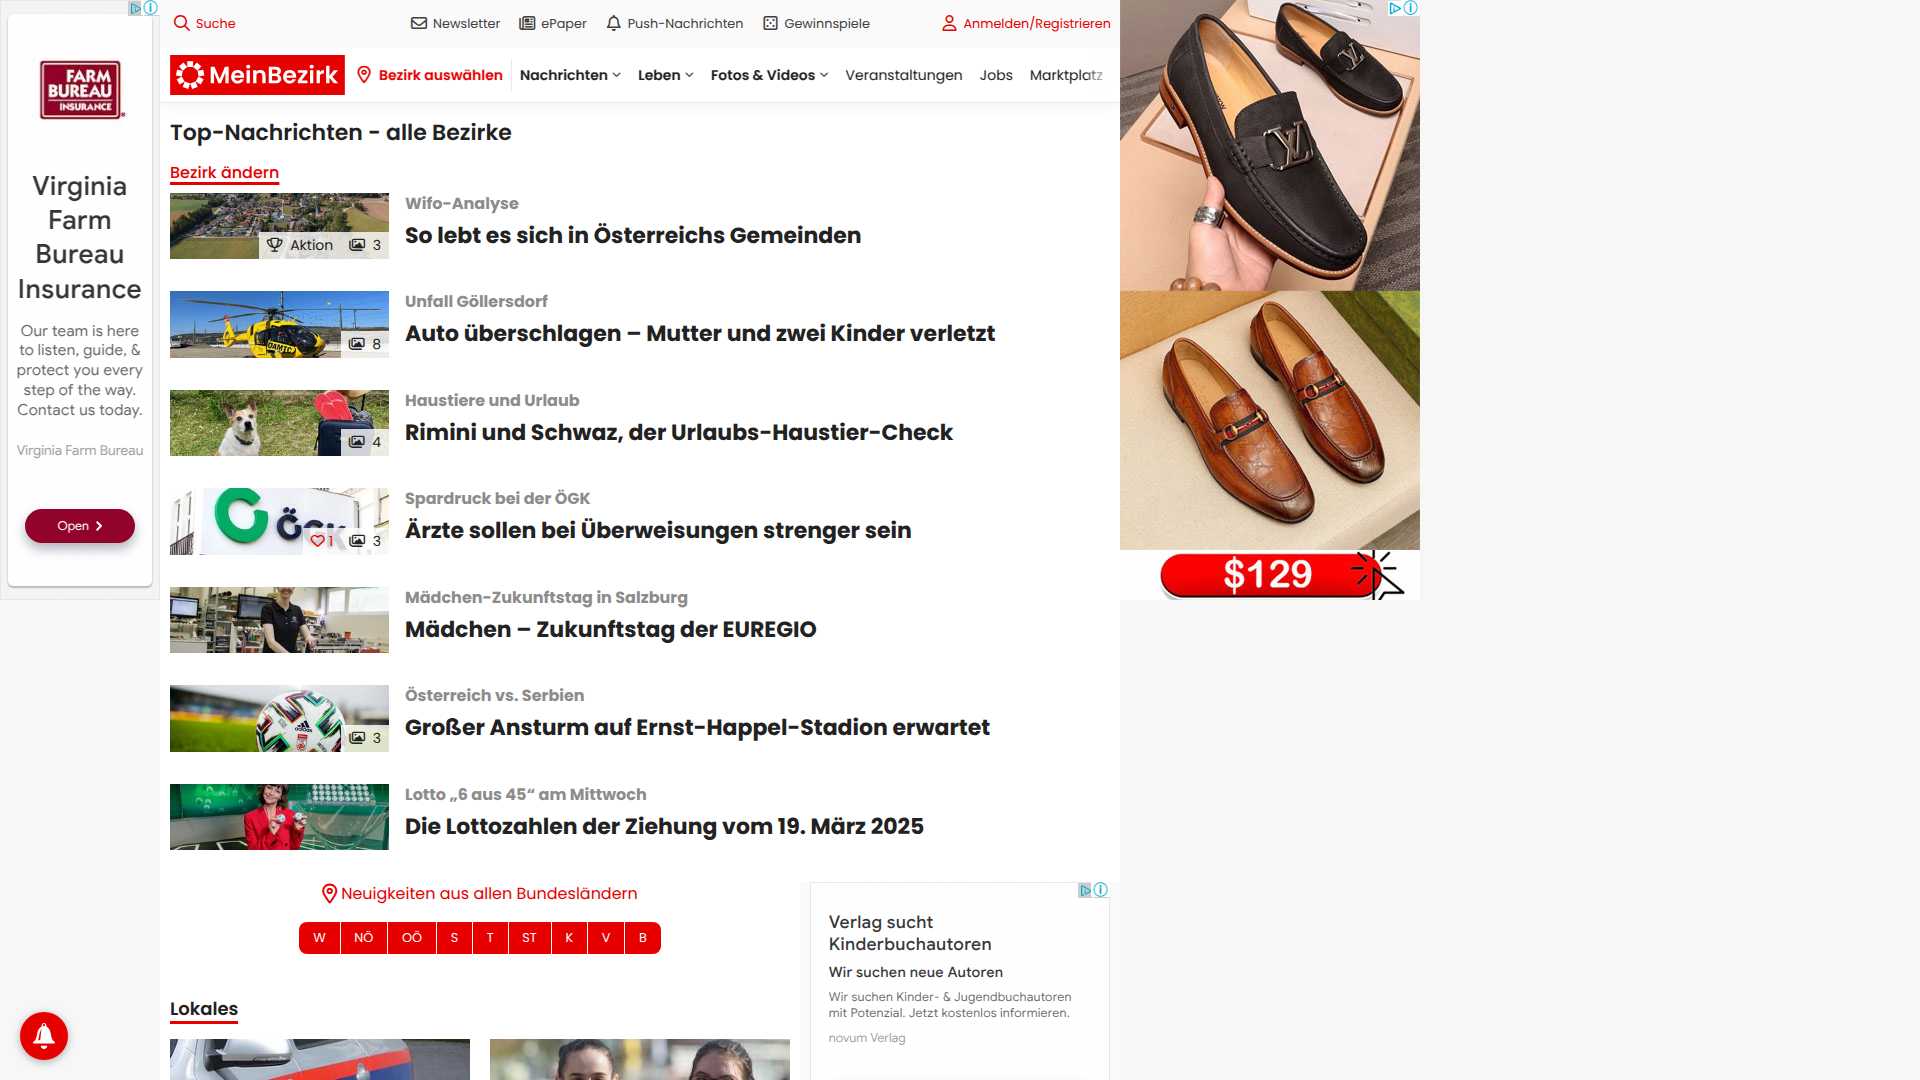 Suche
Newsletter
ePaper
Push-Nachrichten
Gewinnspiele
Anmelden/Registrieren
MeinBezirk
Bezirk auswählen
Nachrichten
Leben
Fotos & Videos
Veranstaltungen
Jobs
Marktplatz
FARM
BUREAU
INSURANCE
Virginia
Farm
Bureau
Insurance
Our team is here
to listen, guide, &
protect you every
step of the way.
Contact us today.
Virginia Farm Bureau
Open
Top-Nachrichten - alle Bezirke
Bezirk ändern
Aktion 3
Wifo-Analyse
So lebt es sich in Österreichs Gemeinden
ÖAMTC
8
Unfall Göllersdorf
Auto überschlagen – Mutter und zwei Kinder verletzt
4
Haustiere und Urlaub
Rimini und Schwaz, der Urlaubs-Haustier-Check
ÖGK
1 3
Spardruck bei der ÖGK
Ärzte sollen bei Überweisungen strenger sein
Mädchen-Zukunftstag in Salzburg
Mädchen – Zukunftstag der EUREGIO
adidas
3
Österreich vs. Serbien
Großer Ansturm auf Ernst-Happel-Stadion erwartet
Lotto „6 aus 45“ am Mittwoch
Die Lottozahlen der Ziehung vom 19. März 2025
Neuigkeiten aus allen Bundesländern
W NÖ OÖ S T ST K V B
Lokales
LV
$129
Verlag sucht
Kinderbuchautoren
Wir suchen neue Autoren
Wir suchen Kinder- & Jugendbuchautoren
mit Potenzial. Jetzt kostenlos informieren.
novum Verlag